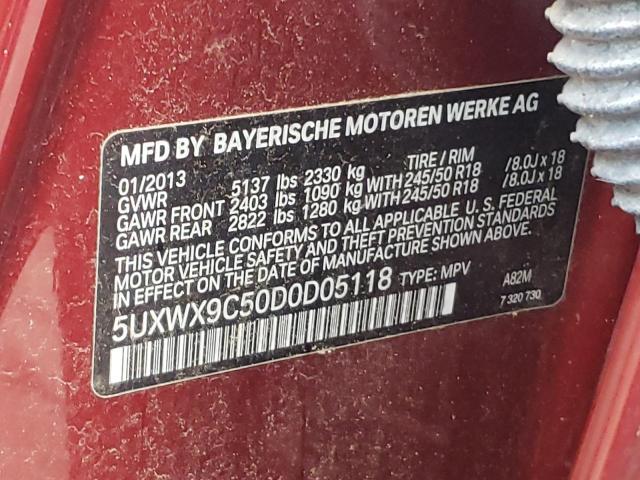 MFD BY BAYERISCHE MOTOREN WERKE AG
01/2013 TIRE / RIM
GVWR 5137 lbs 2330 kg
GAWR FRONT 2403 lbs 1090 kg WITH 245/50 R18 /8.0J x 18
GAWR REAR 2822 lbs 1280 kg WITH 245/50 R18 /8.0J x 18
THIS VEHICLE CONFORMS TO ALL APPLICABLE U.S. FEDERAL
MOTOR VEHICLE SAFETY AND THEFT PREVENTION STANDARDS
IN EFFECT ON THE DATE OF MANUFACTURE SHOWN ABOVE.
5UXWX9C50D0D05118 TYPE: MPV A82M
7 320 730